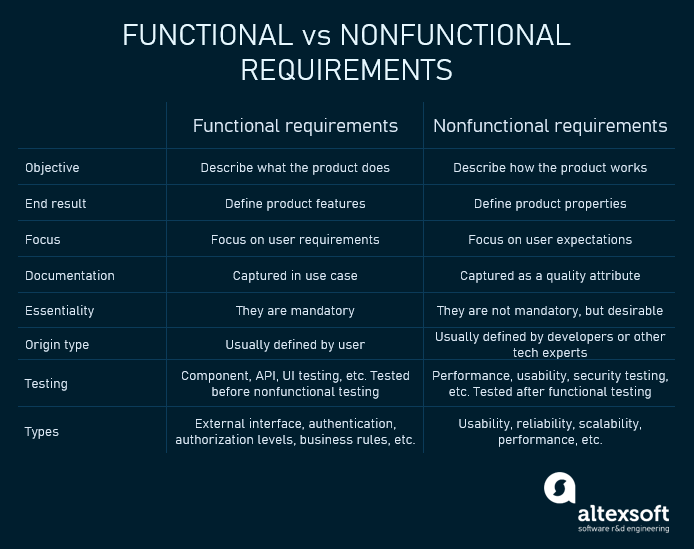 FUNCTIONAL vs NONFUNCTIONAL
REQUIREMENTS
Functional requirements
Nonfunctional requirements
Objective
Describe what the product does
Describe how the product works
End result
Define product features
Define product properties
Focus
Focus on user requirements
Focus on user expectations
Documentation
Captured in use case
Captured as a quality attribute
Essentiality
They are mandatory
They are not mandatory, but desirable
Origin type
Usually defined by user
Usually defined by developers or other
tech experts
Testing
Component, API, UI testing, etc. Tested
before nonfunctional testing
Performance, usability, security testing,
etc. Tested after functional testing
Types
External interface, authentication,
authorization levels, business rules, etc.
Usability, reliability, scalability,
performance, etc.
altexsoft
software r&d engineering